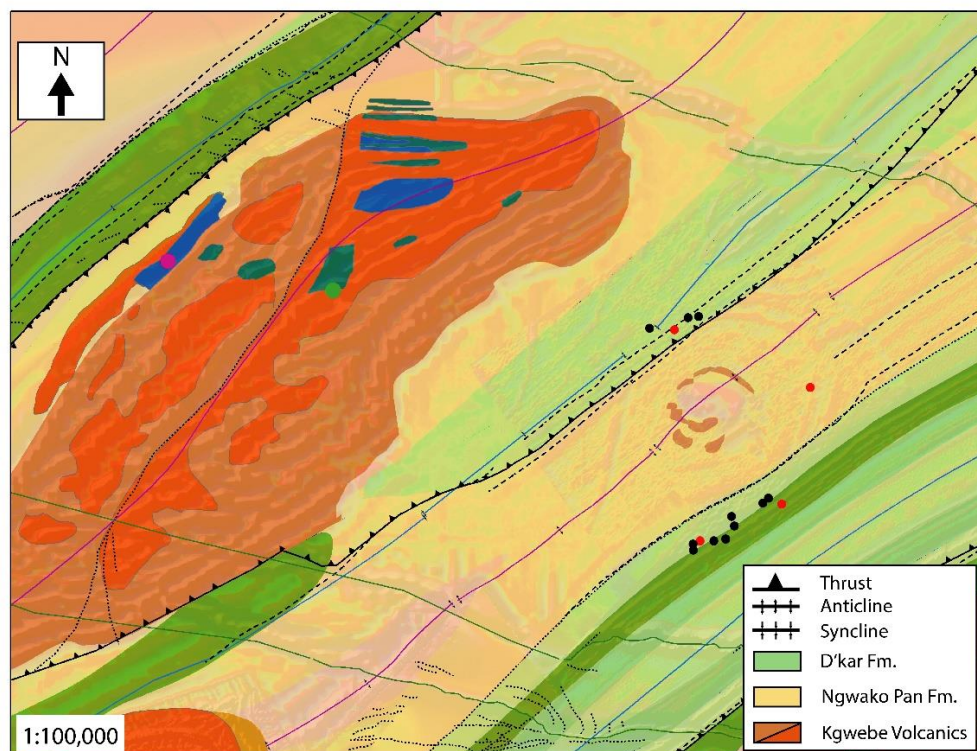 N
Thrust
Anticline
Syncline
D'kar Fm.
Ngwako Pan Fm.
Kgwebe Volcanics
1:100,000